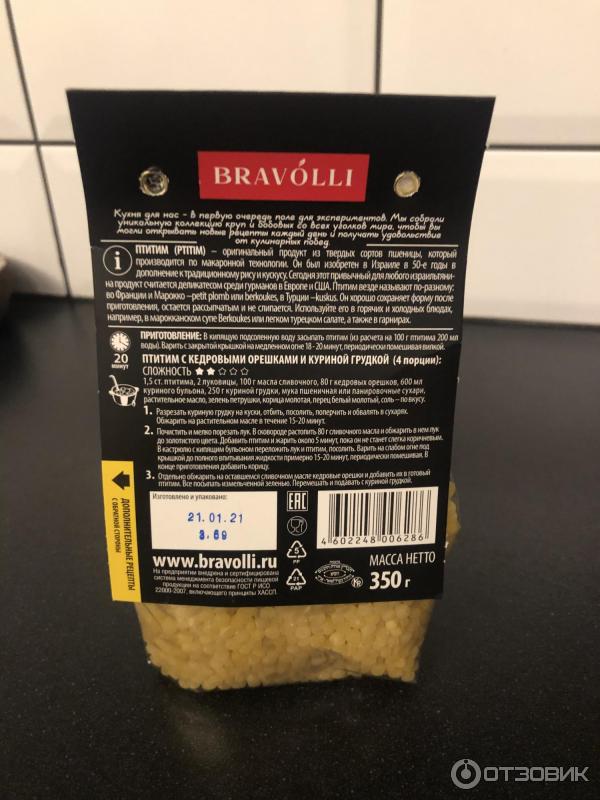 BRAVÓLLI
Кухня для нас - в первую очередь поле для экспериментов. Мы собрали
уникальную коллекцию круп и бобовых со всех уголков мира, чтобы вы
могли открывать новые рецепты каждый день и получать удовольствие
от кулинарных побед.
i
ПТИТИМ (PTITIM) – оригинальный продукт из твердых сортов пшеницы, который
производится по макаронной технологии. Он был изобретен в Израиле в 50-е годы в
дополнение к традиционному рису и кускусу. Сегодня этот привычный для любого израильтяни-
на продукт считается деликатесом среди гурманов в Европе и США. Птитим везде называют по-разному:
во Франции и Марокко –petit plomb или berkoukes, в Турции –kuskus. Он хорошо сохраняет форму после
приготовления, остается рассыпчатым и не слипается. Используйте его в горячих и холодных блюдах,
например, в марокканском супе Berkoukes или легком турецком салате, а также в гарнирах.
20
минут
ПРИГОТОВЛЕНИЕ: В кипящую подсоленную воду засыпать птитим (из расчета на 100 г птитима 200 мл
воды). Варить с закрытой крышкой на медленном огне 18 - 20 минут, периодически помешивая вилкой.
ПТИТИМ С КЕДРОВЫМИ ОРЕШКАМИ И КУРИНОЙ ГРУДКОЙ (4 порции):
СЛОЖНОСТЬ ★★☆☆☆
1,5 ст. птитима, 2 луковицы, 100 г масла сливочного, 80 г кедровых орешков, 600 мл
куриного бульона, 250 г куриной грудки, мука пшеничная или панировочные сухари,
растительное масло, зелень петрушки, корица молотая, перец белый молотый, соль – по вкусу.
1. Разрезать куриную грудку на куски, отбить, посолить, поперчить и обвалять в сухарях.
Обжарить на растительном масле в течение 15-20 минут.
2. Почистить и мелко порезать лук. В сковороде растопить 80 г сливочного масла и обжарить в нем лук
до золотистого цвета. Добавить птитим и жарить около 5 минут, пока он не станет слегка коричневым.
В кастрюлю с кипящим бульоном переложить лук и птитим, посолить. Варить на слабом огне под
крышкой до полного впитывания жидкости примерно 15-20 минут, периодически помешивая. В
конце приготовления добавить корицу.
3. Отдельно обжарить на оставшемся сливочном масле кедровые орешки и добавить их в готовый
птитим. Все посыпать измельченной зеленью. Перемешать и подавать с куриной грудкой.
ДОПОЛНИТЕЛЬНЫЕ РЕЦЕПТЫ
С ОБРАТНОЙ СТОРОНЫ
Изготовлено и упаковано:
21.01.21
3.69
EAC
5
PP
21
PAP
4602248006286
www.bravolli.ru
На предприятии внедрена и сертифицирована
система менеджмента безопасности пищевой
продукции на соответствие ГОСТ Р ИСО
22000-2007, включающего принципы ХАССП.
МАССА НЕТТО
350 г
ОТЗОВИК